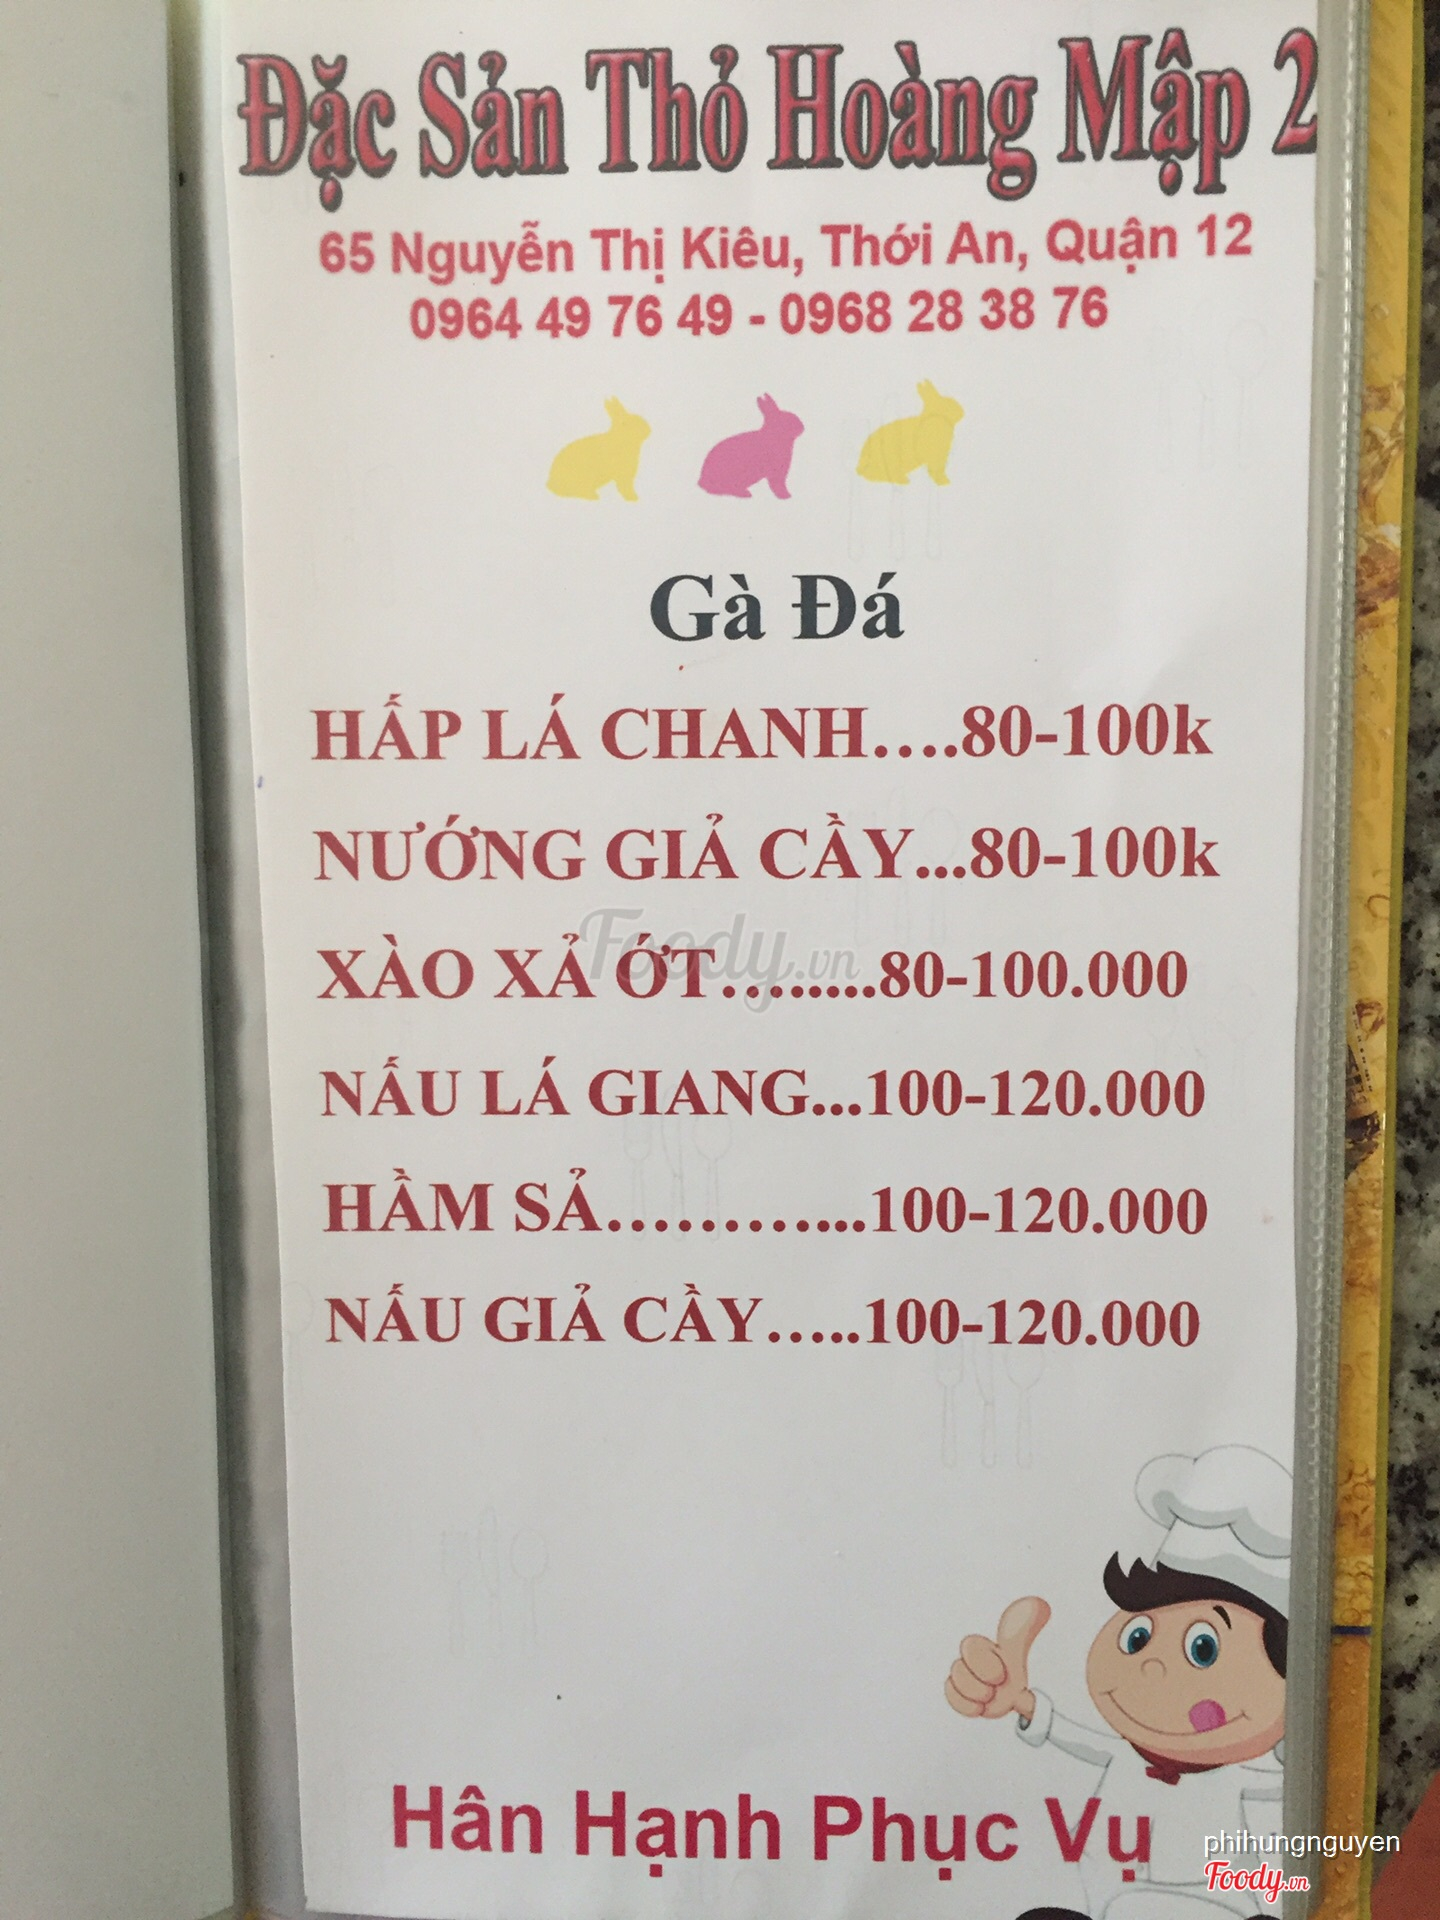 Đặc Sản Thỏ Hoàng Mập 2
65 Nguyễn Thị Kiêu, Thới An, Quận 12
0964 49 76 49 - 0968 28 38 76
Gà Đá
HẤP LÁ CHANH….80-100k
NƯỚNG GIẢ CẦY...80-100k
XÀO XẢ ỚT….…..80-100.000
Foody.vn
NẤU LÁ GIANG...100-120.000
HẦM SẢ………….…100-120.000
NẤU GIẢ CẦY…..100-120.000
Hân Hạnh Phục Vụ
phihungnguyen
Foody.vn